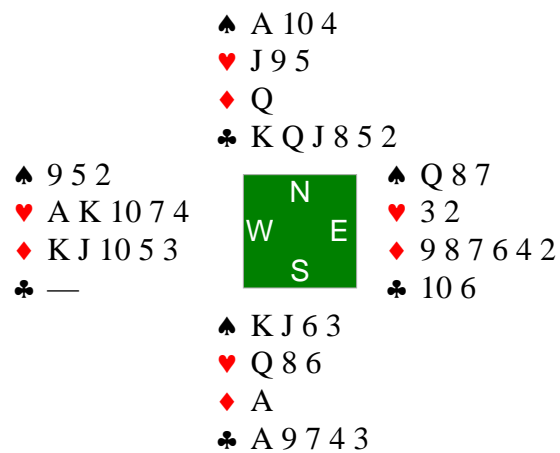 ♠ A 10 4
♥ J 9 5
♦ Q
♣ K Q J 8 5 2
♠ 9 5 2
♥ A K 10 7 4
♦ K J 10 5 3
♣ —
N
W E
S
♠ Q 8 7
♥ 3 2
♦ 9 8 7 6 4 2
♣ 10 6
♠ K J 6 3
♥ Q 8 6
♦ A
♣ A 9 7 4 3